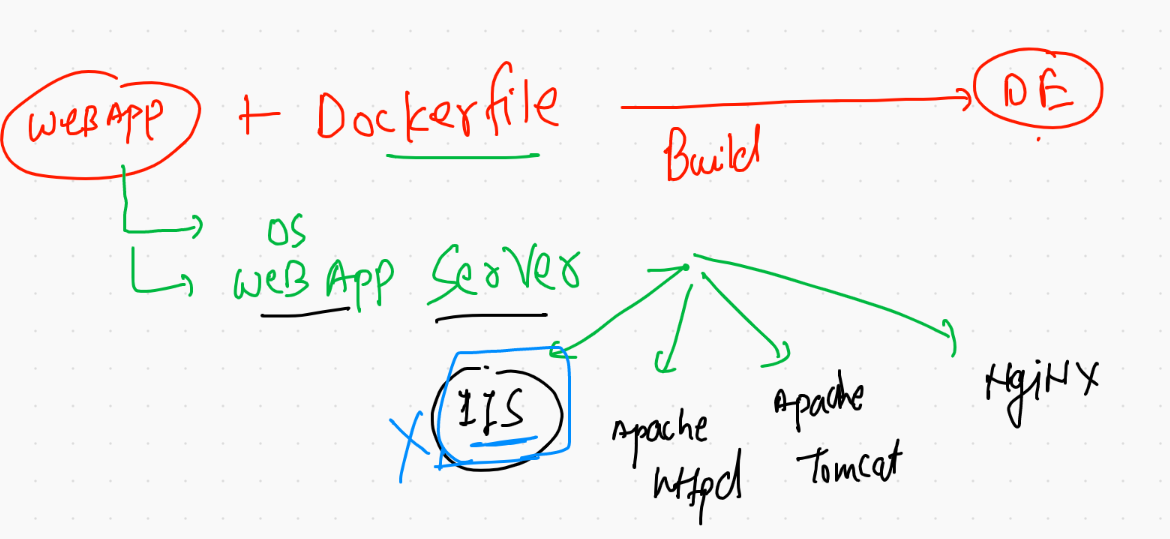 WEBAPP + Dockerfile DE
Build
OS
WEB App Server
IIS
X
Apache
Httpd
Apache
Tomcat
NgiNX